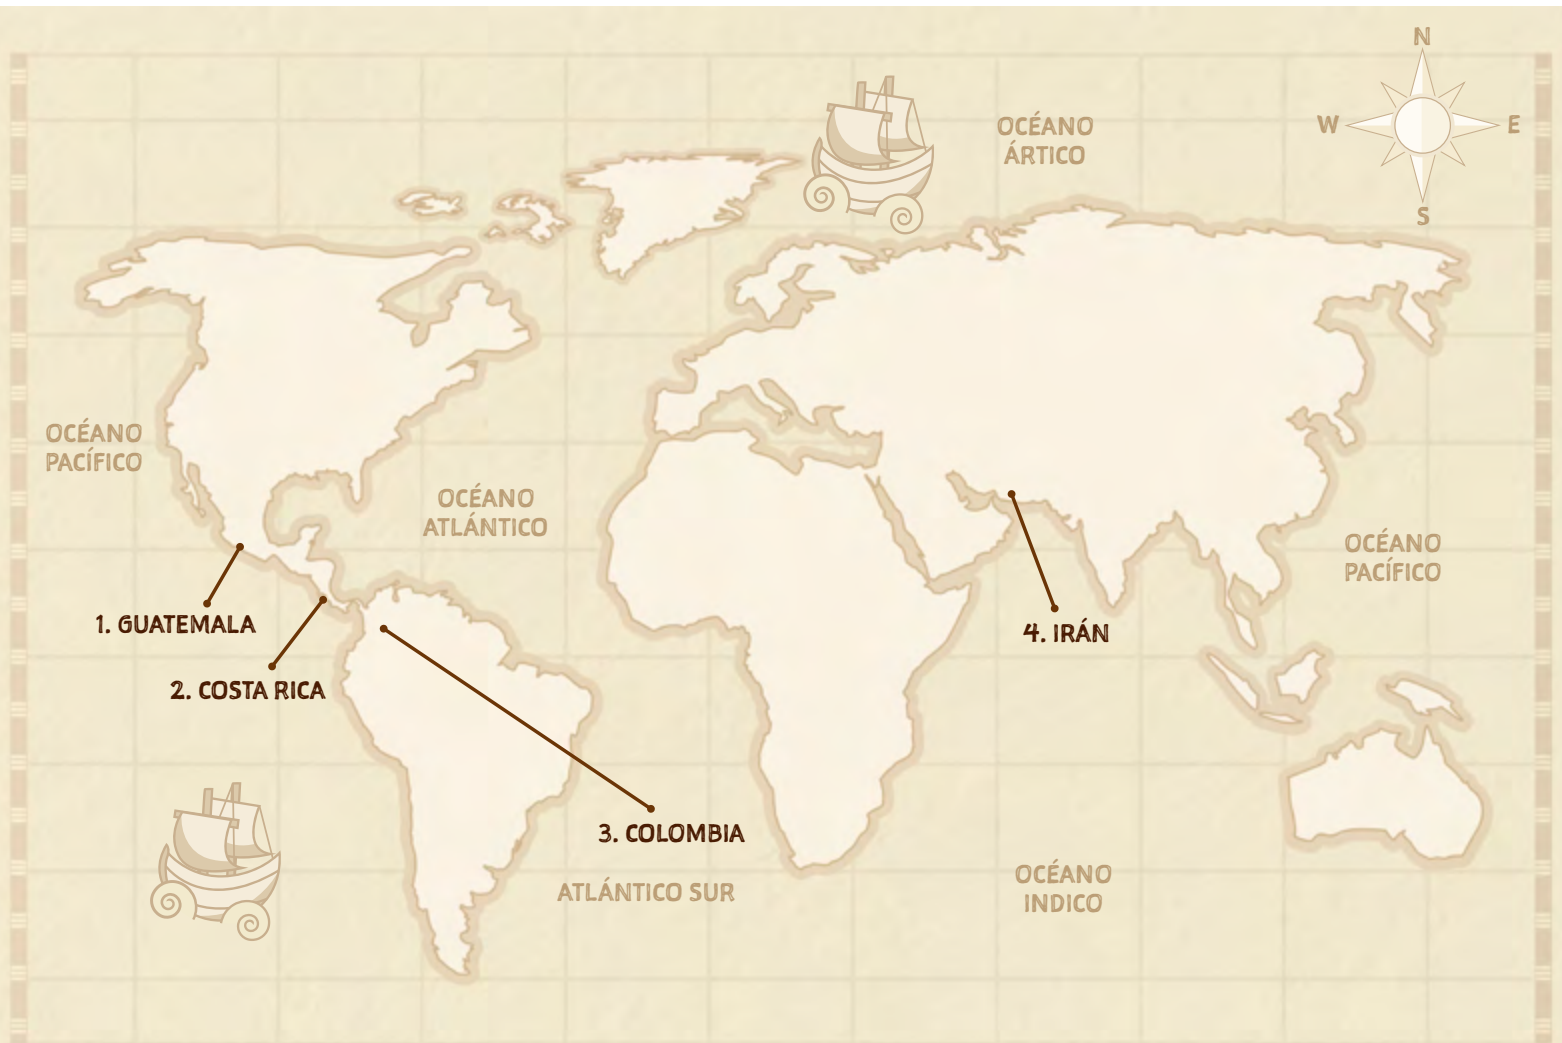 N
W
E
S
OCÉANO
ÁRTICO
OCÉANO
PACÍFICO
OCÉANO
ATLÁNTICO
OCÉANO
PACÍFICO
1. GUATEMALA
4. IRÁN
2. COSTA RICA
3. COLOMBIA
ATLÁNTICO SUR
OCÉANO
INDICO